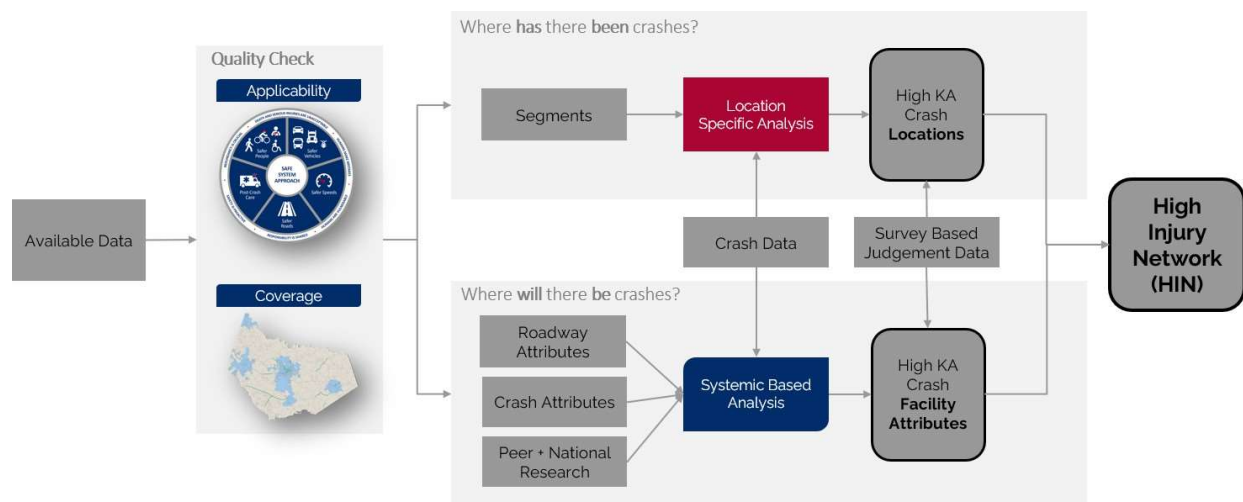 Available Data
Quality Check
Applicability
Safer
People
Safer
Vehicles
SAFE
SYSTEM
APPROACH
Post-Crash
Care
Safer Speeds
Safer
Roads
Coverage
Where has there been crashes?
Segments
Location
Specific Analysis
High KA
Crash
Locations
Crash Data
Survey Based
Judgement Data
Where will there be crashes?
Roadway
Attributes
Crash Attributes
Peer + National
Research
Systemic Based
Analysis
High KA
Crash
Facility
Attributes
High
Injury
Network
(HIN)